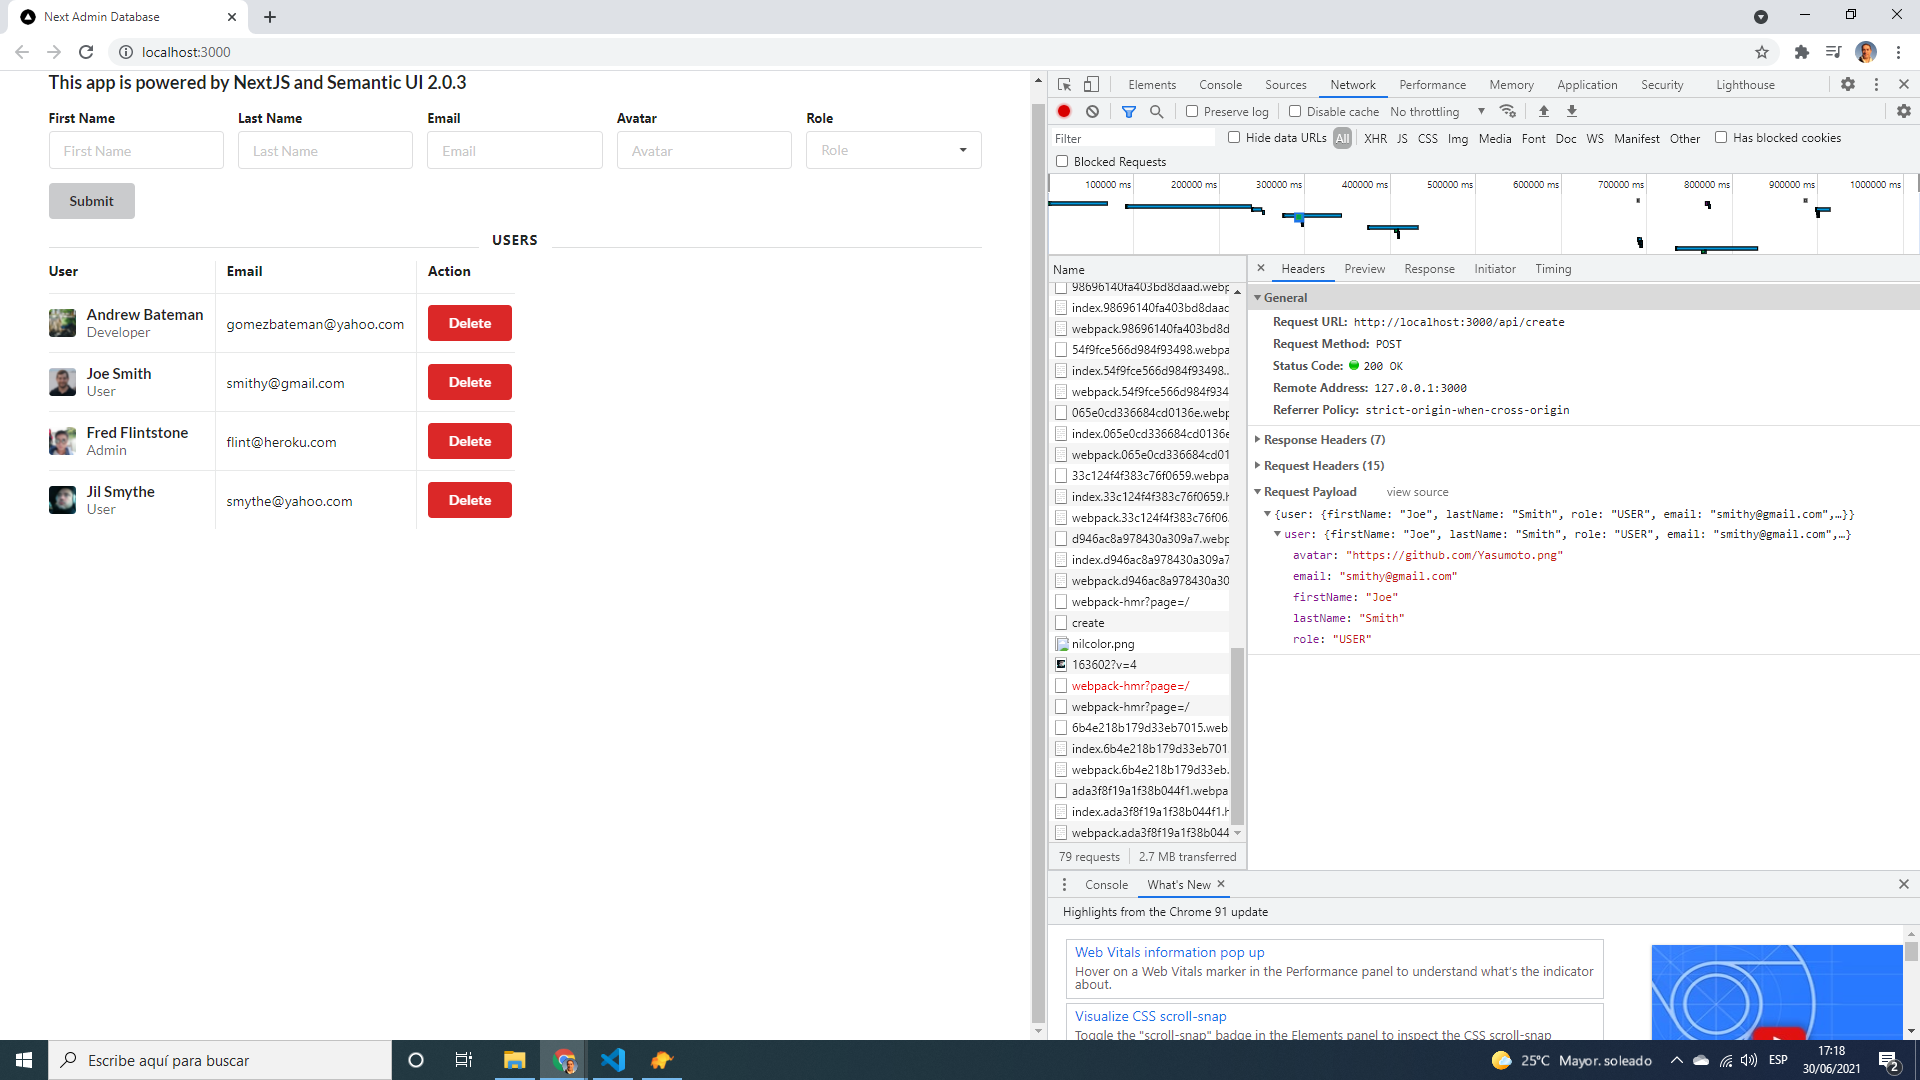 Next Admin Database
localhost:3000
This app is powered by NextJS and Semantic UI 2.0.3
First Name Last Name Email Avatar Role
First Name Last Name Email Avatar Role
Submit
USERS
User Email Action
Andrew Bateman
Developer
gomezbateman@yahoo.com Delete
Joe Smith
User
smithy@gmail.com Delete
Fred Flintstone
Admin
flint@heroku.com Delete
Jil Smythe
User
smythe@yahoo.com Delete
Elements Console Sources Network Performance Memory Application Security Lighthouse
Preserve log Disable cache No throttling
Filter Hide data URLs All XHR JS CSS Img Media Font Doc WS Manifest Other Has blocked cookies
Blocked Requests
100000 ms 200000 ms 300000 ms 400000 ms 500000 ms 600000 ms 700000 ms 800000 ms 900000 ms 1000000 ms
Name
98696140fa403bd8daad.webp
index.98696140fa403bd8daad
webpack.98696140fa403bd8d
54f9fce566d984f93498.webpa
index.54f9fce566d984f93498..
webpack.54f9fce566d984f934
065e0cd336684cd0136e.webp
index.065e0cd336684cd0136e
webpack.065e0cd336684cd01
33c124f4f383c76f0659.webpa
index.33c124f4f383c76f0659.h
webpack.33c124f4f383c76f06.
d946ac8a978430a309a7.webp
index.d946ac8a978430a309a7
webpack.d946ac8a978430a30
webpack-hmr?page=/
create
nilcolor.png
163602?v=4
webpack-hmr?page=/
webpack-hmr?page=/
6b4e218b179d33eb7015.web
index.6b4e218b179d33eb701
webpack.6b4e218b179d33eb.
ada3f8f19a1f38b044f1.webpa
index.ada3f8f19a1f38b044f1.h
webpack.ada3f8f19a1f38b044
79 requests 2.7 MB transferred
Headers Preview Response Initiator Timing
General
Request URL: http://localhost:3000/api/create
Request Method: POST
Status Code: 200 OK
Remote Address: 127.0.0.1:3000
Referrer Policy: strict-origin-when-cross-origin
Response Headers (7)
Request Headers (15)
Request Payload view source
{user: {firstName: "Joe", lastName: "Smith", role: "USER", email: "smithy@gmail.com",…}}
user: {firstName: "Joe", lastName: "Smith", role: "USER", email: "smithy@gmail.com",…}
avatar: "https://github.com/Yasumoto.png"
email: "smithy@gmail.com"
firstName: "Joe"
lastName: "Smith"
role: "USER"
Console What's New
Highlights from the Chrome 91 update
Web Vitals information pop up
Hover on a Web Vitals marker in the Performance panel to understand what's the indicator
about.
Visualize CSS scroll-snap
Toggle the "scroll-snap" badge in the Elements panel to inspect the CSS scroll-snap
Escribe aquí para buscar
25°C Mayor. soleado
ESP
17:18
30/06/2021
2